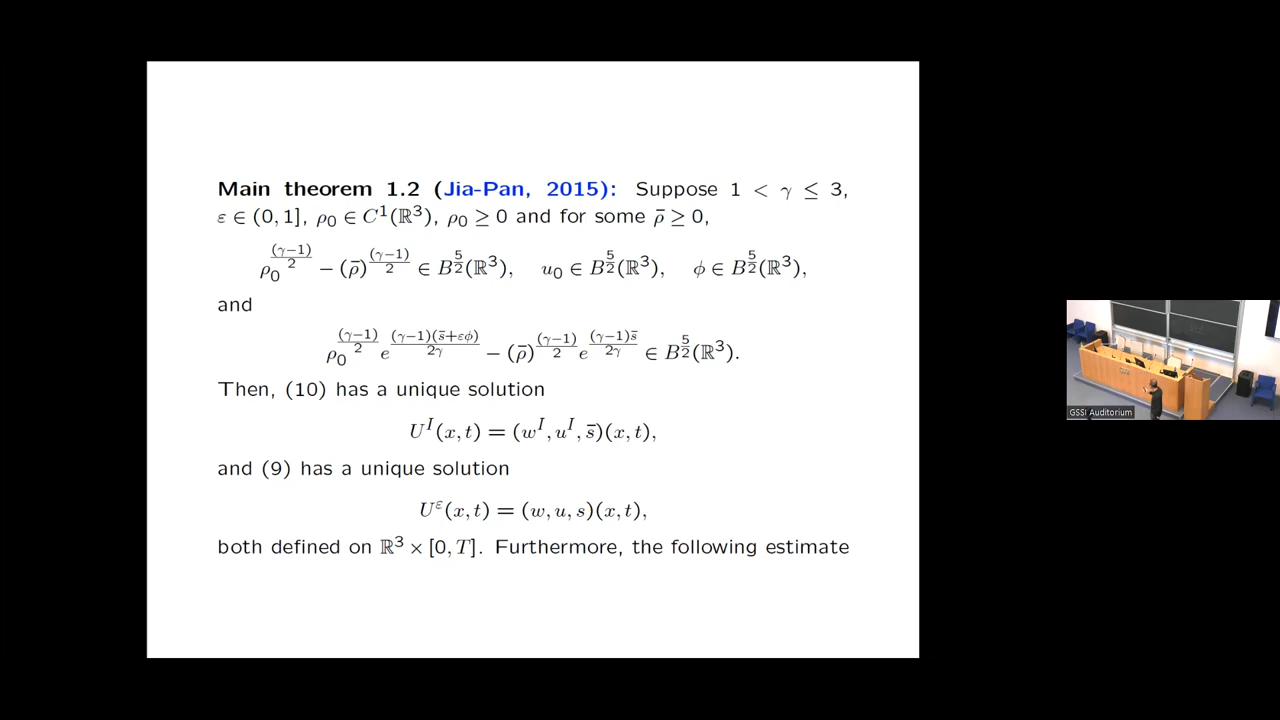 Main theorem 1.2 (Jia-Pan, 2015): Suppose 1 < γ ≤ 3,
ε ∈ (0, 1], ρ₀ ∈ C¹(ℝ³), ρ₀ ≥ 0 and for some ρ̄ ≥ 0,
ρ₀^{(γ−1)/2} − (ρ̄)^{(γ−1)/2} ∈ B^{5/2}(ℝ³), u₀ ∈ B^{5/2}(ℝ³), ϕ ∈ B^{5/2}(ℝ³),
and
ρ₀^{(γ−1)/2} e^{(γ−1)(s̄+εϕ)/2γ} − (ρ̄)^{(γ−1)/2} e^{(γ−1)s̄/2γ} ∈ B^{5/2}(ℝ³).
Then, (10) has a unique solution
U^I(x, t) = (w^I, u^I, s̄)(x, t),
and (9) has a unique solution
U^ε(x, t) = (w, u, s)(x, t),
both defined on ℝ³ × [0, T]. Furthermore, the following estimate
GSSI Auditorium